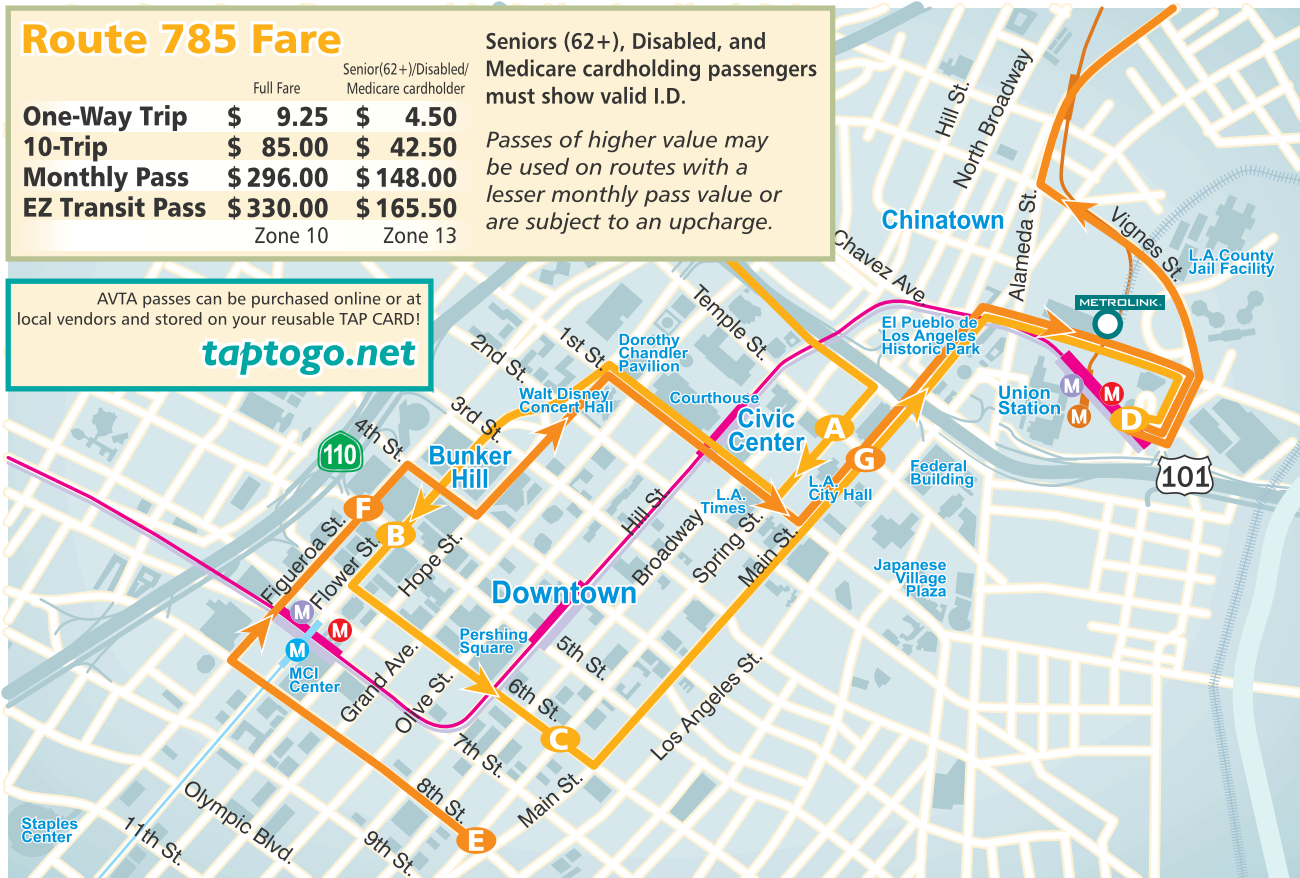 Route 785 Fare
Full Fare
Senior(62+)/Disabled/
Medicare cardholder
One-Way Trip $ 9.25 $ 4.50
10-Trip $ 85.00 $ 42.50
Monthly Pass $ 296.00 $ 148.00
EZ Transit Pass $ 330.00 $ 165.50
Zone 10 Zone 13
Seniors (62+), Disabled, and
Medicare cardholding passengers
must show valid I.D.
Passes of higher value may
be used on routes with a
lesser monthly pass value or
are subject to an upcharge.
AVTA passes can be purchased online or at
local vendors and stored on your reusable TAP CARD!
taptogo.net
Hill St.
North Broadway
Chinatown
Alameda St.
Vignes St.
L.A.County
Jail Facility
Chavez Ave.
METROLINK.
El Pueblo de
Los Angeles
Historic Park
Temple St.
1st St.
2nd St.
3rd St.
4th St.
Dorothy
Chandler
Pavilion
Walt Disney
Concert Hall
Courthouse
Civic
Center
A
G
Union
Station
M
M
M
D
101
110
Bunker
Hill
F
B
L.A.
Times
L.A.
City Hall
Federal
Building
Figueroa St.
Flower St.
Hope St.
Hill St.
Broadway
Spring St.
Main St.
Japanese
Village
Plaza
Downtown
M
M
M
MCI
Center
Pershing
Square
5th St.
6th St.
Grand Ave.
Olive St.
7th St.
C
Los Angeles St.
Main St.
8th St.
E
9th St.
Olympic Blvd.
11th St.
Staples
Center